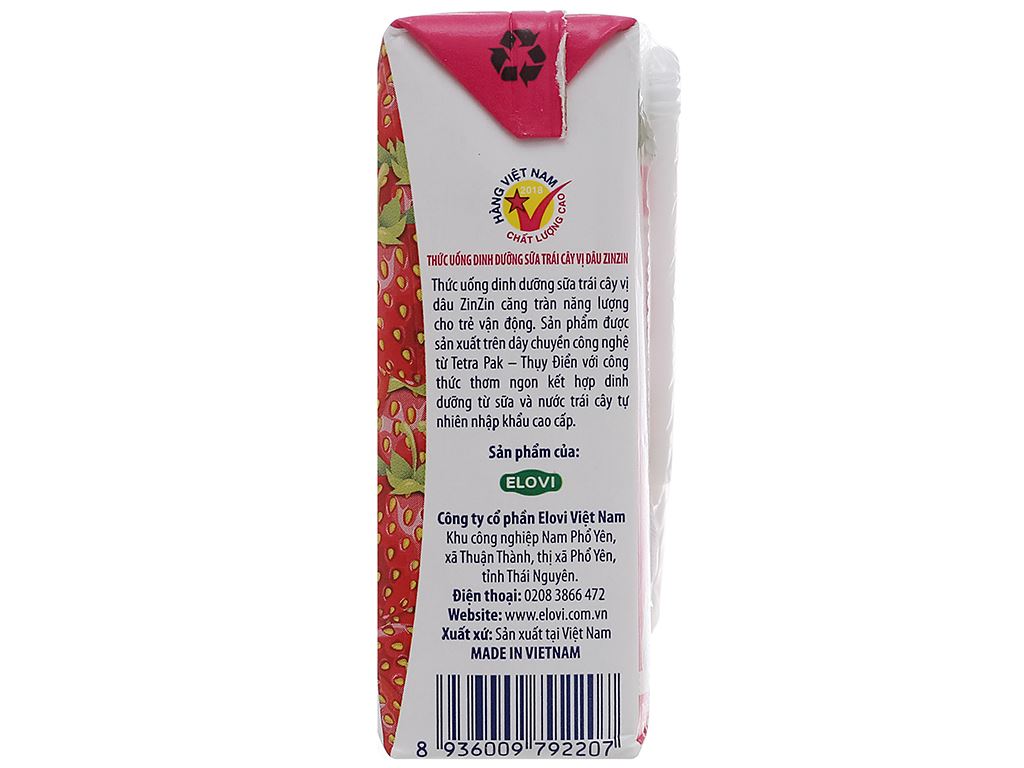 HÀNG VIỆT NAM
2018
CHẤT LƯỢNG CAO
THỨC UỐNG DINH DƯỠNG SỮA TRÁI CÂY VỊ DÂU ZINZIN
Thức uống dinh dưỡng sữa trái cây vị
dâu ZinZin căng tràn năng lượng
cho trẻ vận động. Sản phẩm được
sản xuất trên dây chuyền công nghệ
từ Tetra Pak – Thụy Điển với công
thức thơm ngon kết hợp dinh
dưỡng từ sữa và nước trái cây tự
nhiên nhập khẩu cao cấp.
Sản phẩm của:
ELOVI
Công ty cổ phần Elovi Việt Nam
Khu công nghiệp Nam Phổ Yên,
xã Thuận Thành, thị xã Phổ Yên,
tỉnh Thái Nguyên.
Điện thoại: 0208 3866 472
Website: www.elovi.com.vn
Xuất xứ: Sản xuất tại Việt Nam
MADE IN VIETNAM
8 936009 792207